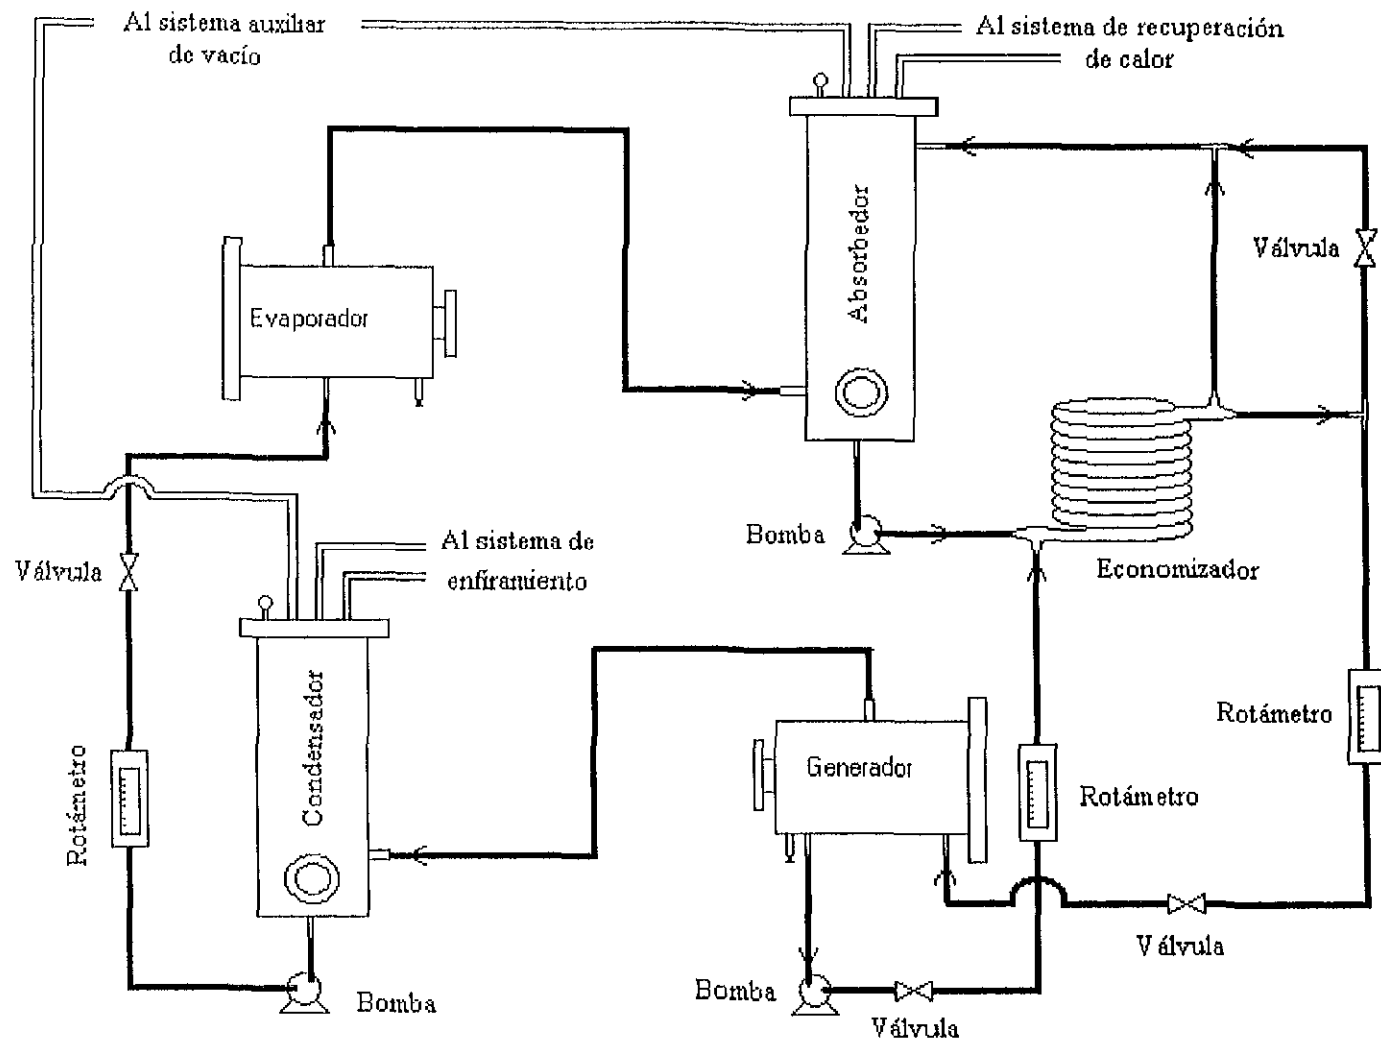 Al sistema auxiliar
de vacío
Al sistema de recuperación
de calor
Válvula
Absorbedor
Evaporador
Bomba
Economizador
Al sistema de
enfiramiento
Válvula
Condensador
Rotámetro
Generador
Rotámetro
Rotámetro
Válvula
Bomba
Bomba
Válvula